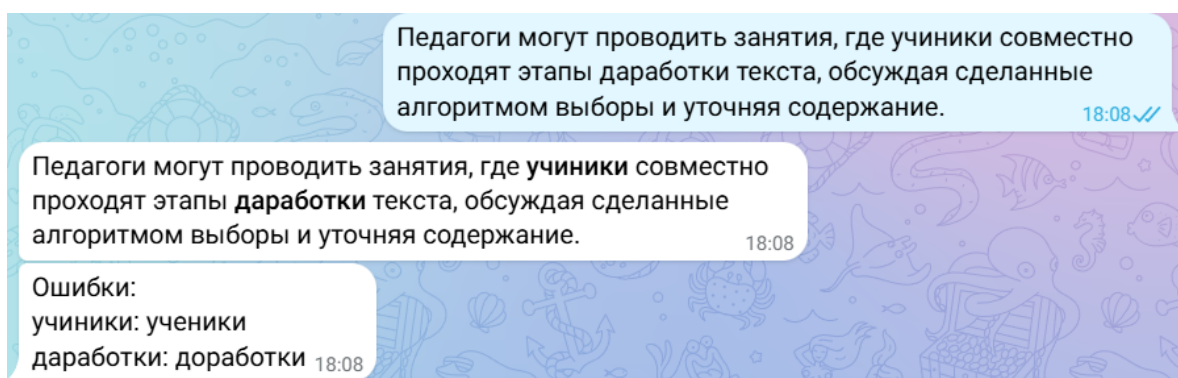 Педагоги могут проводить занятия, где учиники совместно
проходят этапы даработки текста, обсуждая сделанные
алгоритмом выборы и уточняя содержание.
18:08
Педагоги могут проводить занятия, где учиники совместно
проходят этапы даработки текста, обсуждая сделанные
алгоритмом выборы и уточняя содержание.
18:08
Ошибки:
учиники: ученики
даработки: доработки 18:08